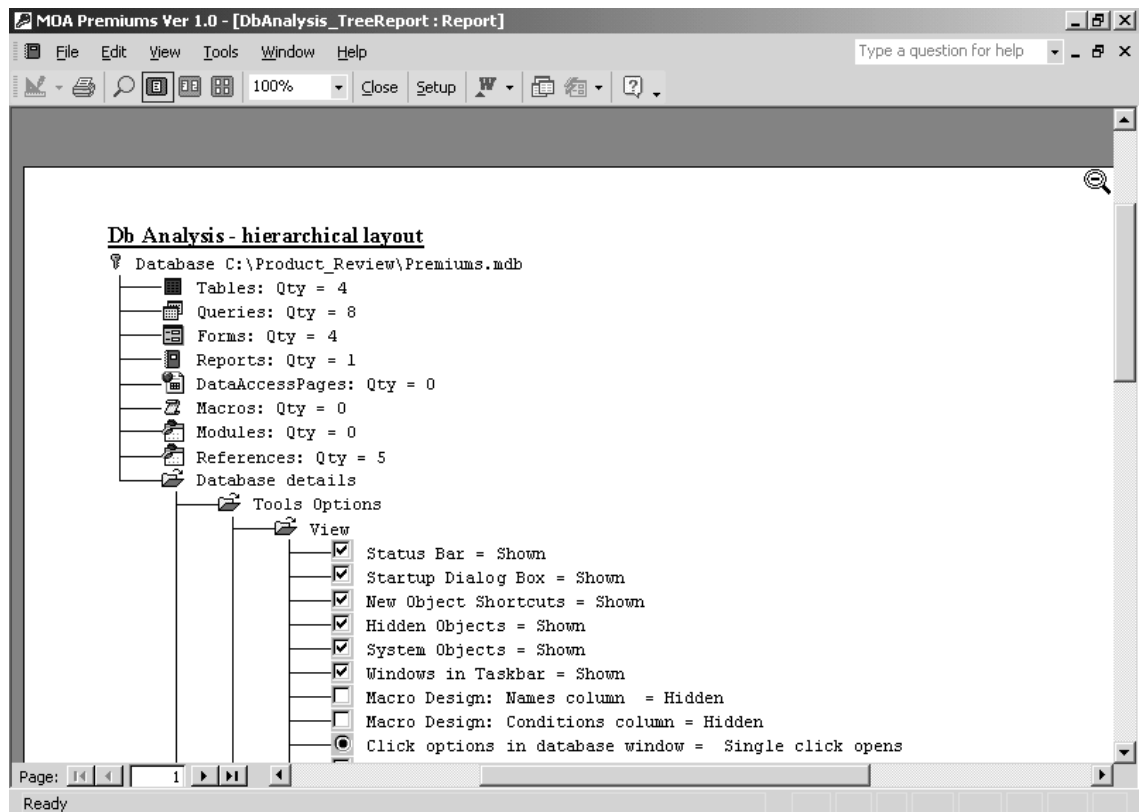 MOA Premiums Ver 1.0 - [DbAnalysis_TreeReport : Report]
File Edit View Tools Window Help Type a question for help
100% Close Setup W
Db Analysis - hierarchical layout
Database C:\Product_Review\Premiums.mdb
Tables: Qty = 4
Queries: Qty = 8
Forms: Qty = 4
Reports: Qty = 1
DataAccessPages: Qty = 0
Macros: Qty = 0
Modules: Qty = 0
References: Qty = 5
Database details
Tools Options
View
Status Bar = Shown
Startup Dialog Box = Shown
New Object Shortcuts = Shown
Hidden Objects = Shown
System Objects = Shown
Windows in Taskbar = Shown
Macro Design: Names column = Hidden
Macro Design: Conditions column = Hidden
Click options in database window = Single click opens
Page: 1
Ready